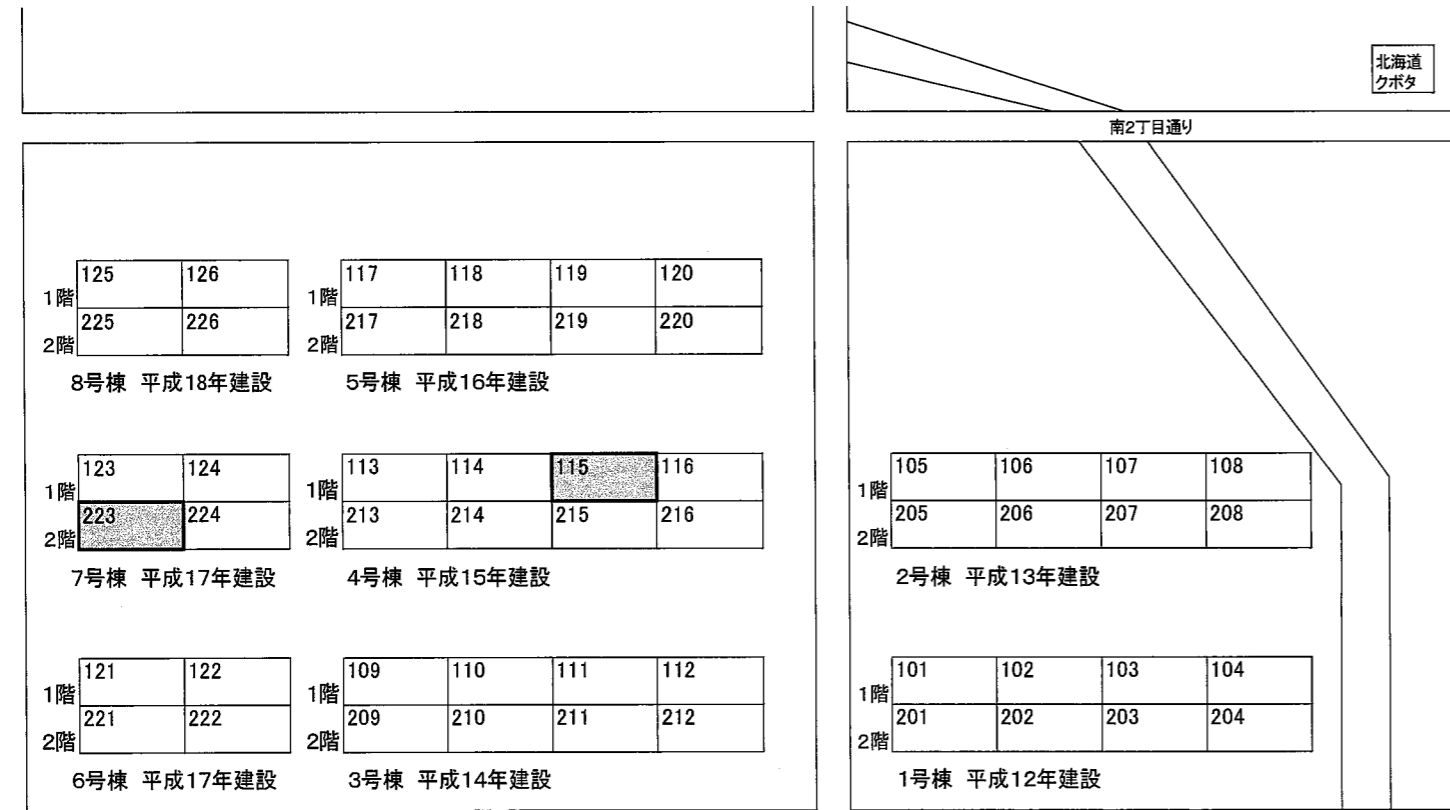 北海道
クボタ
南2丁目通り
125 126
1階
225 226
2階
8号棟 平成18年建設
117 118 119 120
1階
217 218 219 220
2階
5号棟 平成16年建設
123 124
1階
223 224
2階
7号棟 平成17年建設
113 114 115 116
1階
213 214 215 216
2階
4号棟 平成15年建設
105 106 107 108
1階
205 206 207 208
2階
2号棟 平成13年建設
121 122
1階
221 222
2階
6号棟 平成17年建設
109 110 111 112
1階
209 210 211 212
2階
3号棟 平成14年建設
101 102 103 104
1階
201 202 203 204
2階
1号棟 平成12年建設